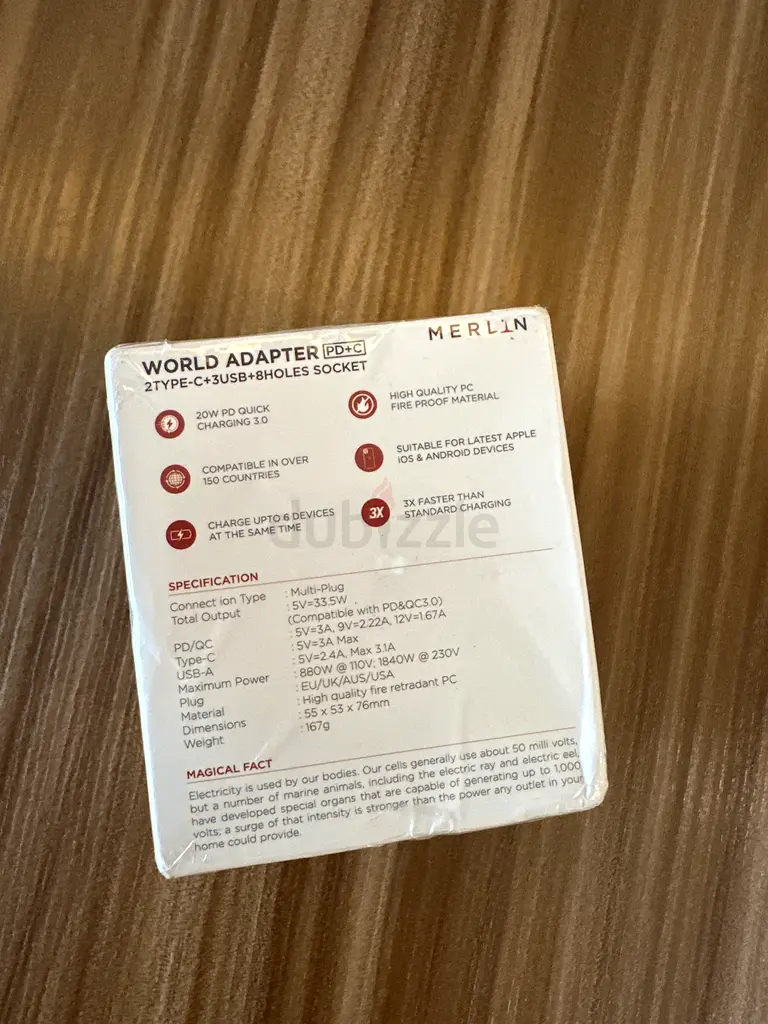 MERLIN
WORLD ADAPTER PD+C
2TYPE-C+3USB+8HOLES SOCKET
20W PD QUICK
CHARGING 3.0
HIGH QUALITY PC
FIRE PROOF MATERIAL
COMPATIBLE IN OVER
150 COUNTRIES
SUITABLE FOR LATEST APPLE
iOS & ANDROID DEVICES
CHARGE UPTO 6 DEVICES
AT THE SAME TIME
3X
3X FASTER THAN
STANDARD CHARGING
dubizzle
SPECIFICATION
Connect ion Type : Multi-Plug
Total Output : 5V=33.5W
(Compatible with PD&QC3.0)
PD/QC : 5V=3A, 9V=2.22A, 12V=1.67A
Type-C : 5V=3A Max
USB-A : 5V=2.4A. Max 3.1A
Maximum Power : 880W @ 110V; 1840W @ 230V
Plug : EU/UK/AUS/USA
Material : High quality fire retradant PC
Dimensions : 55 x 53 x 76mm
Weight : 167g
MAGICAL FACT
Electricity is used by our bodies. Our cells generally use about 50 milli volts,
but a number of marine animals, including the electric ray and electric eel,
have developed special organs that are capable of generating up to 1,000
volts; a surge of that intensity is stronger than the power any outlet in your
home could provide.